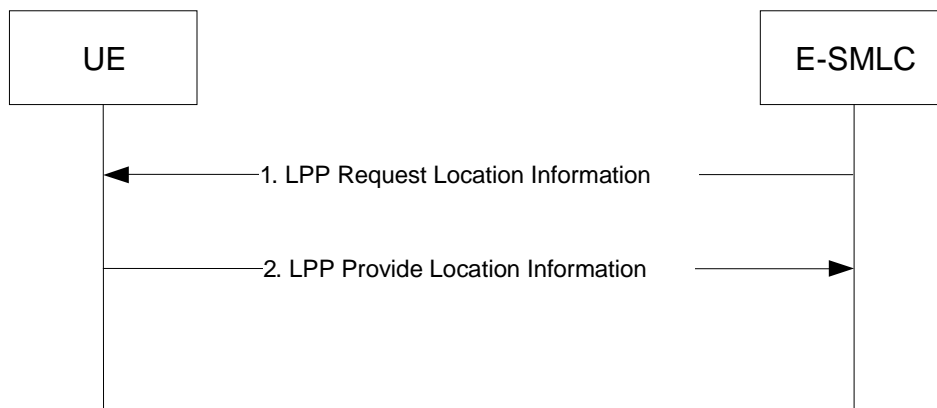 UE
E-SMLC
1. LPP Request Location Information
2. LPP Provide Location Information